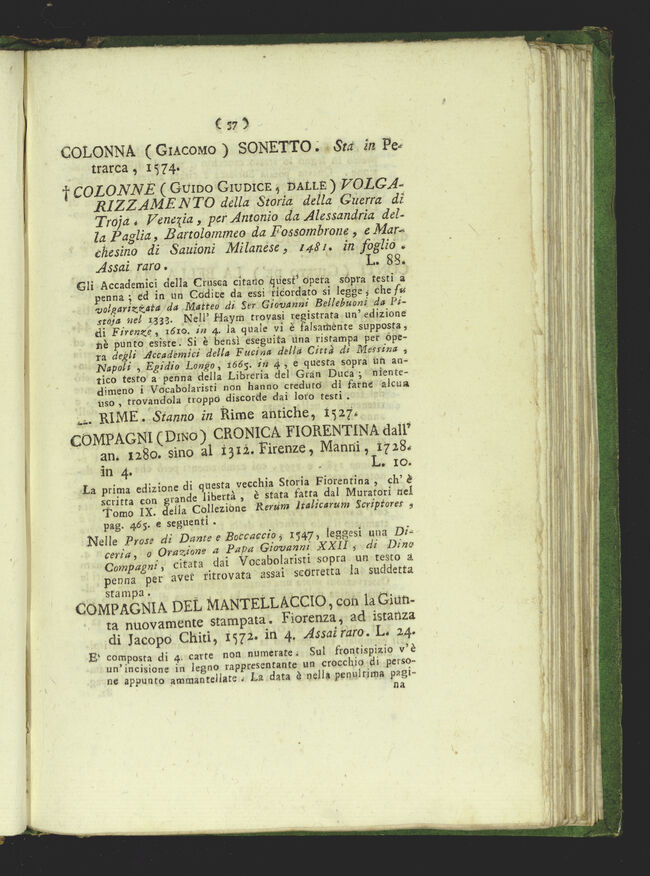 ( 57 )
COLONNA ( GIACOMO ) SONETTO. Sta in Pe-
trarca, 1574.
† COLONNE ( GUIDO GIUDICE, DALLE ) VOLGA-
RIZZAMENTO della Storia della Guerra di
Troja. Venezia, per Antonio da Alessandria del-
la Paglia, Bartolommeo da Fossombrone, e Mar-
chesino di Sauioni Milanese, 1481. in foglio.
Assai raro. L. 88.
Gli Accademici della Crusca citano quest' opera sopra testi a
penna; ed in un Codice da essi ricordato si legge, che fu
volgarizzata da Matteo di Ser Giovanni Bellebuoni da Pi-
stoja nel 1333. Nell' Haym trovasi registrata un' edizione
di Firenze, 1610. in 4. la quale vi è falsamente supposta,
nè punto esiste. Si è bensì eseguita una ristampa per ope-
ra degli Accademici della Fucina della Città di Messina,
Napoli, Egidio Longo, 1665. in 4, e questa sopra un an-
tico testo a penna della Libreria del Gran Duca; niente-
dimeno i Vocabolaristi non hanno creduto di farne alcun
uso, trovandola troppo discorde dai loro testi.
— RIME. Stanno in Rime antiche, 1527.
COMPAGNI (DINO) CRONICA FIORENTINA dall'
an. 1280. sino al 1312. Firenze, Manni, 1728.
in 4. L. 10.
La prima edizione di questa vecchia Storia Fiorentina, ch' è
scritta con grande libertà, è stata fatta dal Muratori nel
Tomo IX. della Collezione Rerum Italicarum Scriptores,
pag. 465. e seguenti.
Nelle Prose di Dante e Boccaccio, 1547, leggesi una Di-
ceria, o Orazione a Papa Giovanni XXII, di Dino
Compagni, citata dai Vocabolaristi sopra un testo a
penna per aver ritrovata assai scorretta la suddetta
stampa.
COMPAGNIA DEL MANTELLACCIO, con la Giun-
ta nuovamente stampata. Fiorenza, ad istanza
di Jacopo Chiti, 1572. in 4. Assai raro. L. 24.
E' composta di 4. carte non numerate. Sul frontispizio v' è
un' incisione in legno rappresentante un crocchio di perso-
ne appunto ammantellate. La data è nella penultima pagi-
na